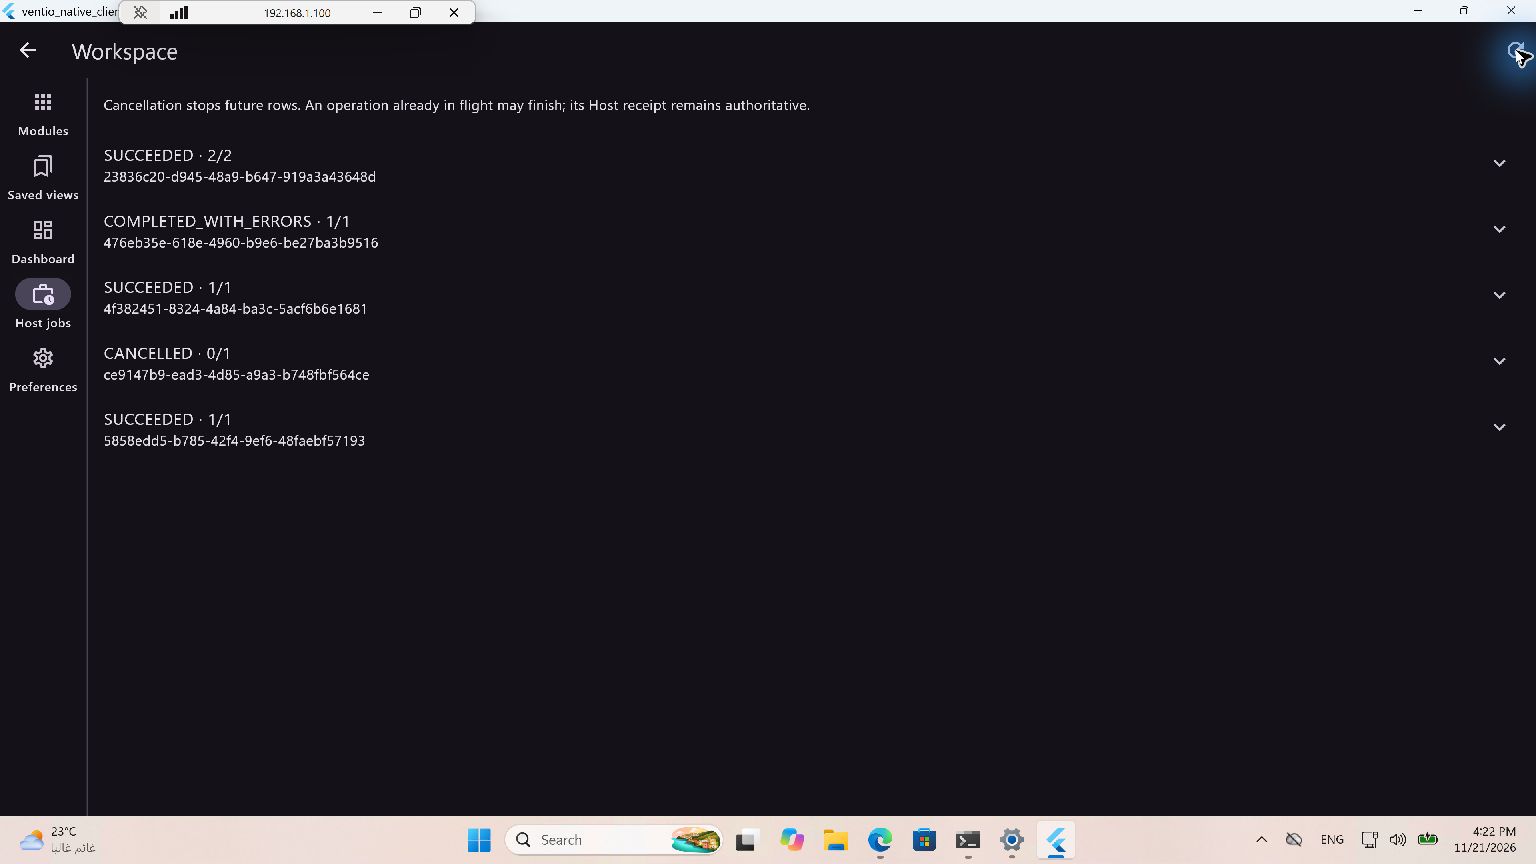 ventio_native_clien
192.168.1.100
Workspace
Modules
Saved views
Dashboard
Host jobs
Preferences
Cancellation stops future rows. An operation already in flight may finish; its Host receipt remains authoritative.
SUCCEEDED · 2/2
23836c20-d945-48a9-b647-919a3a43648d
COMPLETED_WITH_ERRORS · 1/1
476eb35e-618e-4960-b9e6-be27ba3b9516
SUCCEEDED · 1/1
4f382451-8324-4a84-ba3c-5acf6b6e1681
CANCELLED · 0/1
ce9147b9-ead3-4d85-a9a3-b748fbf564ce
SUCCEEDED · 1/1
5858edd5-b785-42f4-9ef6-48faebf57193
23°C
غائم غالبا
Search
ENG
4:22 PM
11/21/2026